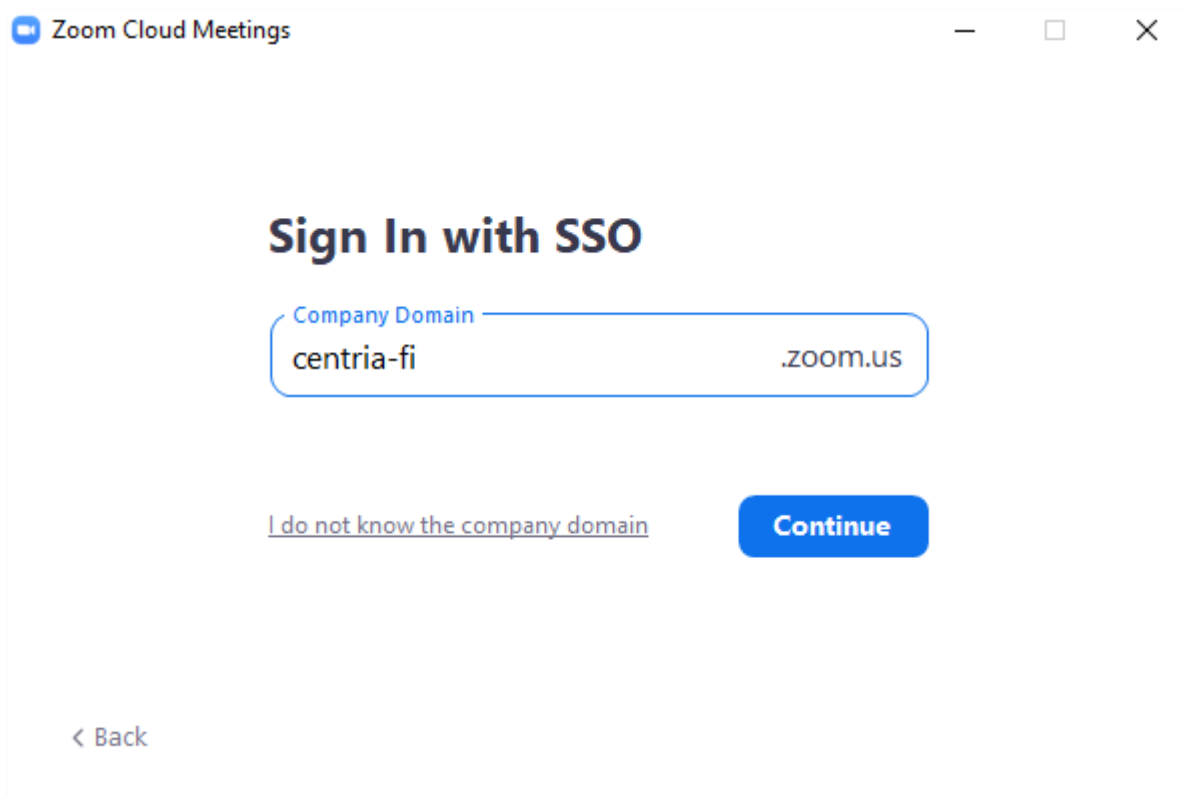 Zoom Cloud Meetings
Sign In with SSO
Company Domain
centria-fi .zoom.us
I do not know the company domain
Continue
Back